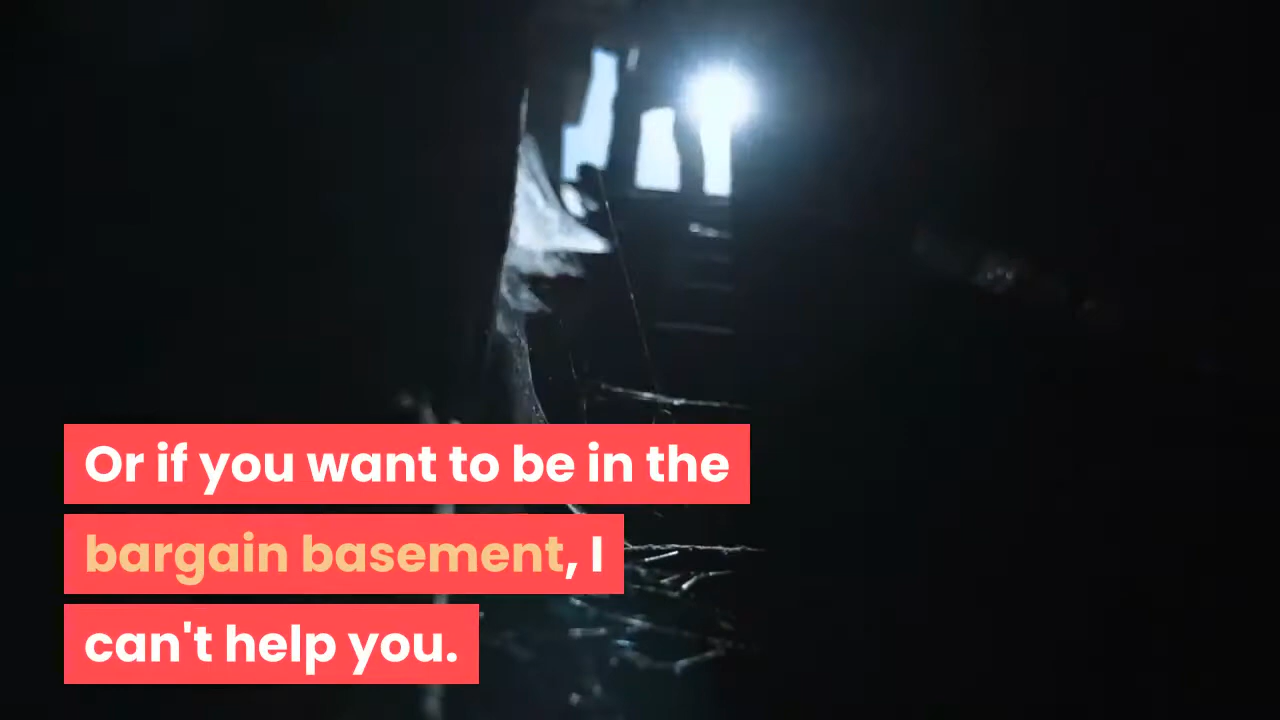 Or if you want to be in the
bargain basement, I
can't help you.